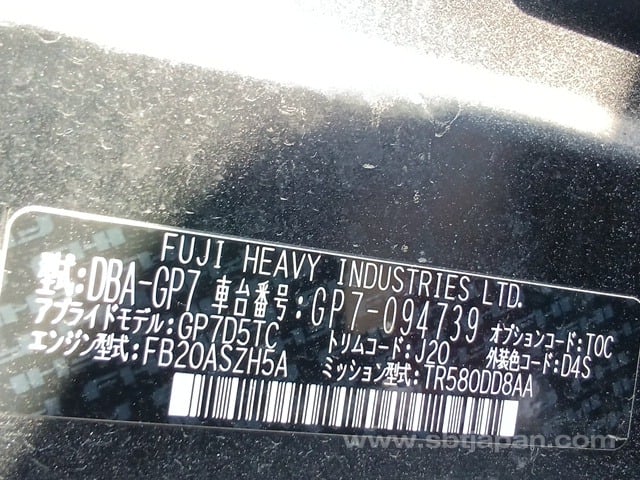 FUJI HEAVY INDUSTRIES LTD.
型式:DBA-GP7 車台番号:GP7-094739
アプライドモデル:GP7D5TC トリムコード:J20 オプションコード:TOC
エンジン型式:FB20ASZH5A ミッション型式:TR580DD8AA 外装色コード:D4S
www.sbijapan.com